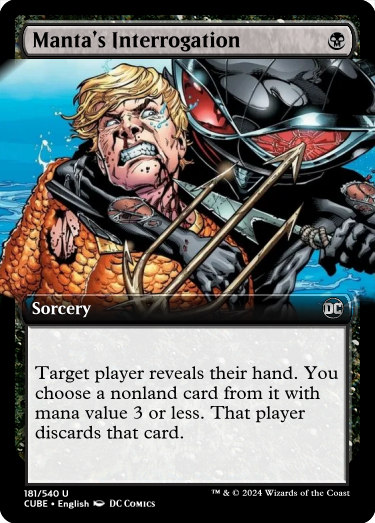 Manta's Interrogation
Sorcery
DC
Target player reveals their hand. You
choose a nonland card from it with
mana value 3 or less. That player
discards that card.
181/540 U
™ & © 2024 Wizards of the Coast
CUBE • English DC COMICS